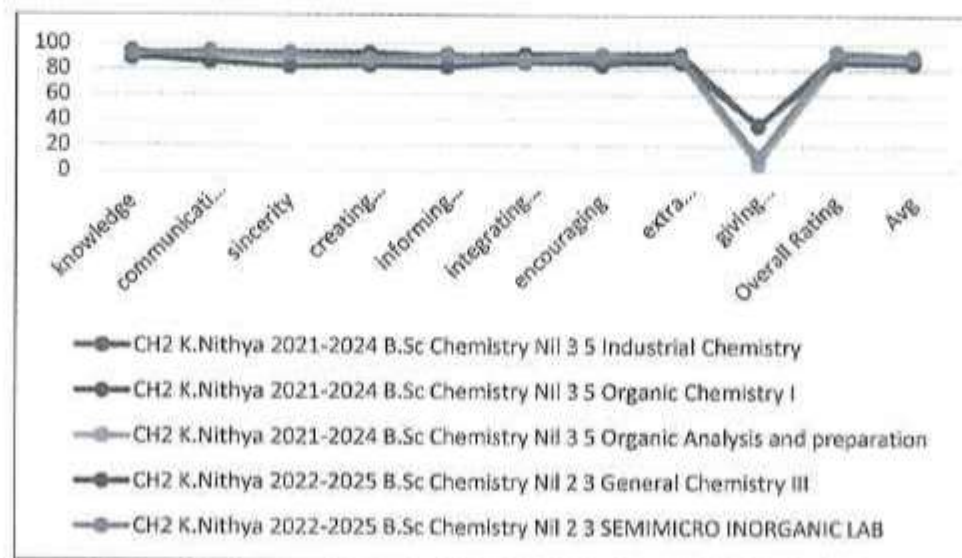 100
80
60
40
20
0
knowledge
communicati...
sincerity
creating...
informing...
integrating...
encouraging
extra...
giving...
Overall Rating
Avg
CH2 K.Nithya 2021-2024 B.Sc Chemistry Nil 3 5 Industrial Chemistry
CH2 K.Nithya 2021-2024 B.Sc Chemistry Nil 3 5 Organic Chemistry I
CH2 K.Nithya 2021-2024 B.Sc Chemistry Nil 3 5 Organic Analysis and preparation
CH2 K.Nithya 2022-2025 B.Sc Chemistry Nil 2 3 General Chemistry III
CH2 K.Nithya 2022-2025 B.Sc Chemistry Nil 2 3 SEMIMICRO INORGANIC LAB